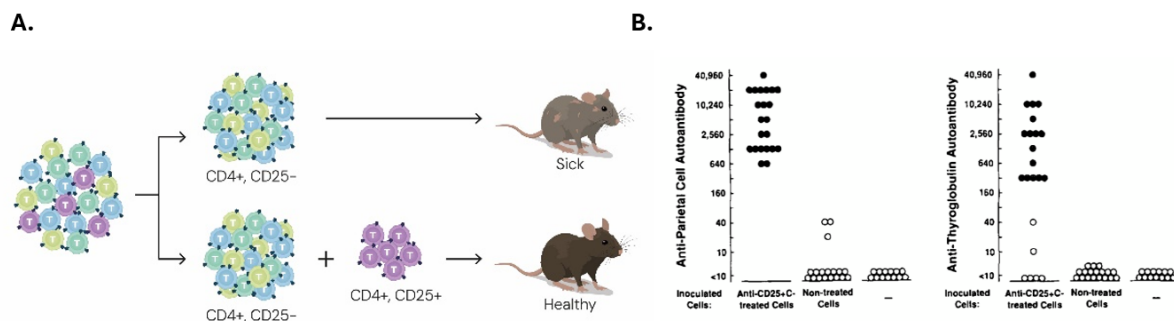 A.
B.
T
CD4+, CD25−
Sick
CD4+, CD25−
+
CD4+, CD25+
Healthy
Anti-Parietal Cell Autoantibody
40,960
10,240
2,560
640
160
40
10
<10
Inoculated
Cells:
Anti-CD25+C-
treated Cells
Non-treated
Cells
—
Anti-Thyroglobulin Autoantibody
40,960
10,240
2,560
640
160
40
10
<10
Inoculated
Cells:
Anti-CD25+C-
treated Cells
Non-treated
Cells
—